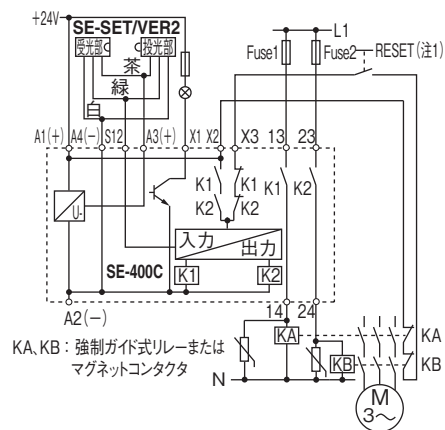 +24V
SE-SET/VER2
受光部
投光部
茶
緑
白
L1
Fuse1
Fuse2
RESET(注1)
A1(+) A4(−) S12 A3(+) X1 X2 X3 13 23
K1
K2
K1
K2
K1
K2
U-
入力
出力
SE-400C
K1
K2
A2(−)
14
24
KA
KB
KA
KB
KA、KB：強制ガイド式リレーまたは
マグネットコンタクタ
N
M
3～